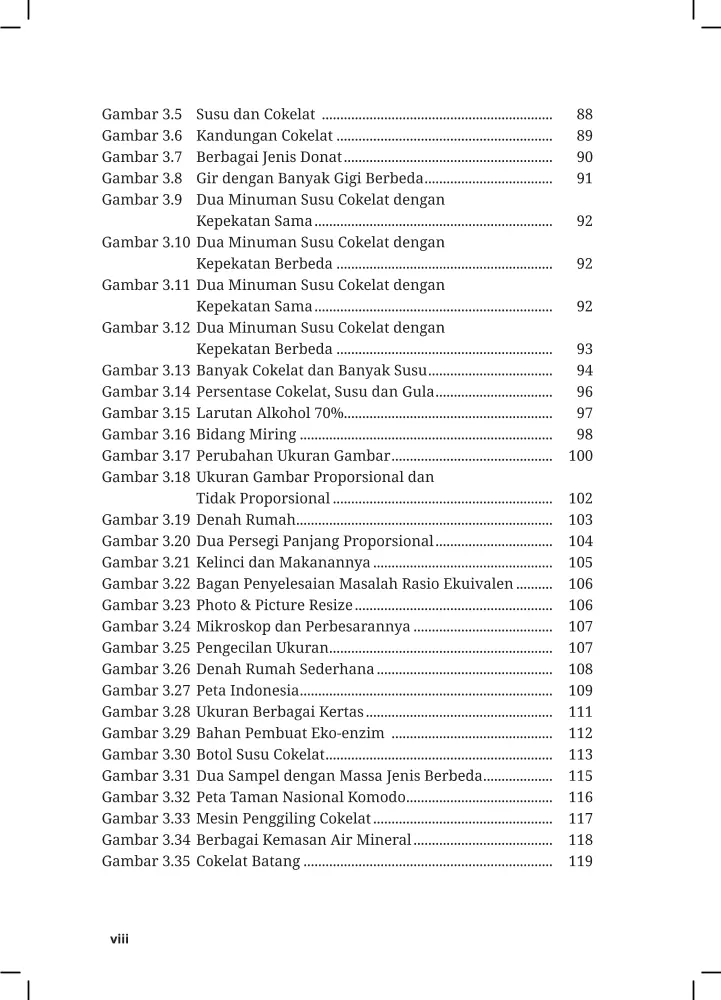 Gambar 3.5 Susu dan Cokelat ............................................................... 88
Gambar 3.6 Kandungan Cokelat ........................................................... 89
Gambar 3.7 Berbagai Jenis Donat......................................................... 90
Gambar 3.8 Gir dengan Banyak Gigi Berbeda................................... 91
Gambar 3.9 Dua Minuman Susu Cokelat dengan
Kepekatan Sama................................................................. 92
Gambar 3.10 Dua Minuman Susu Cokelat dengan
Kepekatan Berbeda ........................................................... 92
Gambar 3.11 Dua Minuman Susu Cokelat dengan
Kepekatan Sama................................................................. 92
Gambar 3.12 Dua Minuman Susu Cokelat dengan
Kepekatan Berbeda ........................................................... 93
Gambar 3.13 Banyak Cokelat dan Banyak Susu.................................. 94
Gambar 3.14 Persentase Cokelat, Susu dan Gula................................ 96
Gambar 3.15 Larutan Alkohol 70%......................................................... 97
Gambar 3.16 Bidang Miring ..................................................................... 98
Gambar 3.17 Perubahan Ukuran Gambar............................................ 100
Gambar 3.18 Ukuran Gambar Proporsional dan
Tidak Proporsional ............................................................ 102
Gambar 3.19 Denah Rumah...................................................................... 103
Gambar 3.20 Dua Persegi Panjang Proporsional................................ 104
Gambar 3.21 Kelinci dan Makanannya ................................................. 105
Gambar 3.22 Bagan Penyelesaian Masalah Rasio Ekuivalen .......... 106
Gambar 3.23 Photo & Picture Resize...................................................... 106
Gambar 3.24 Mikroskop dan Perbesarannya ...................................... 107
Gambar 3.25 Pengecilan Ukuran............................................................. 107
Gambar 3.26 Denah Rumah Sederhana ................................................ 108
Gambar 3.27 Peta Indonesia..................................................................... 109
Gambar 3.28 Ukuran Berbagai Kertas................................................... 111
Gambar 3.29 Bahan Pembuat Eko-enzim ............................................ 112
Gambar 3.30 Botol Susu Cokelat.............................................................. 113
Gambar 3.31 Dua Sampel dengan Massa Jenis Berbeda................... 115
Gambar 3.32 Peta Taman Nasional Komodo........................................ 116
Gambar 3.33 Mesin Penggiling Cokelat ................................................. 117
Gambar 3.34 Berbagai Kemasan Air Mineral...................................... 118
Gambar 3.35 Cokelat Batang .................................................................... 119
viii